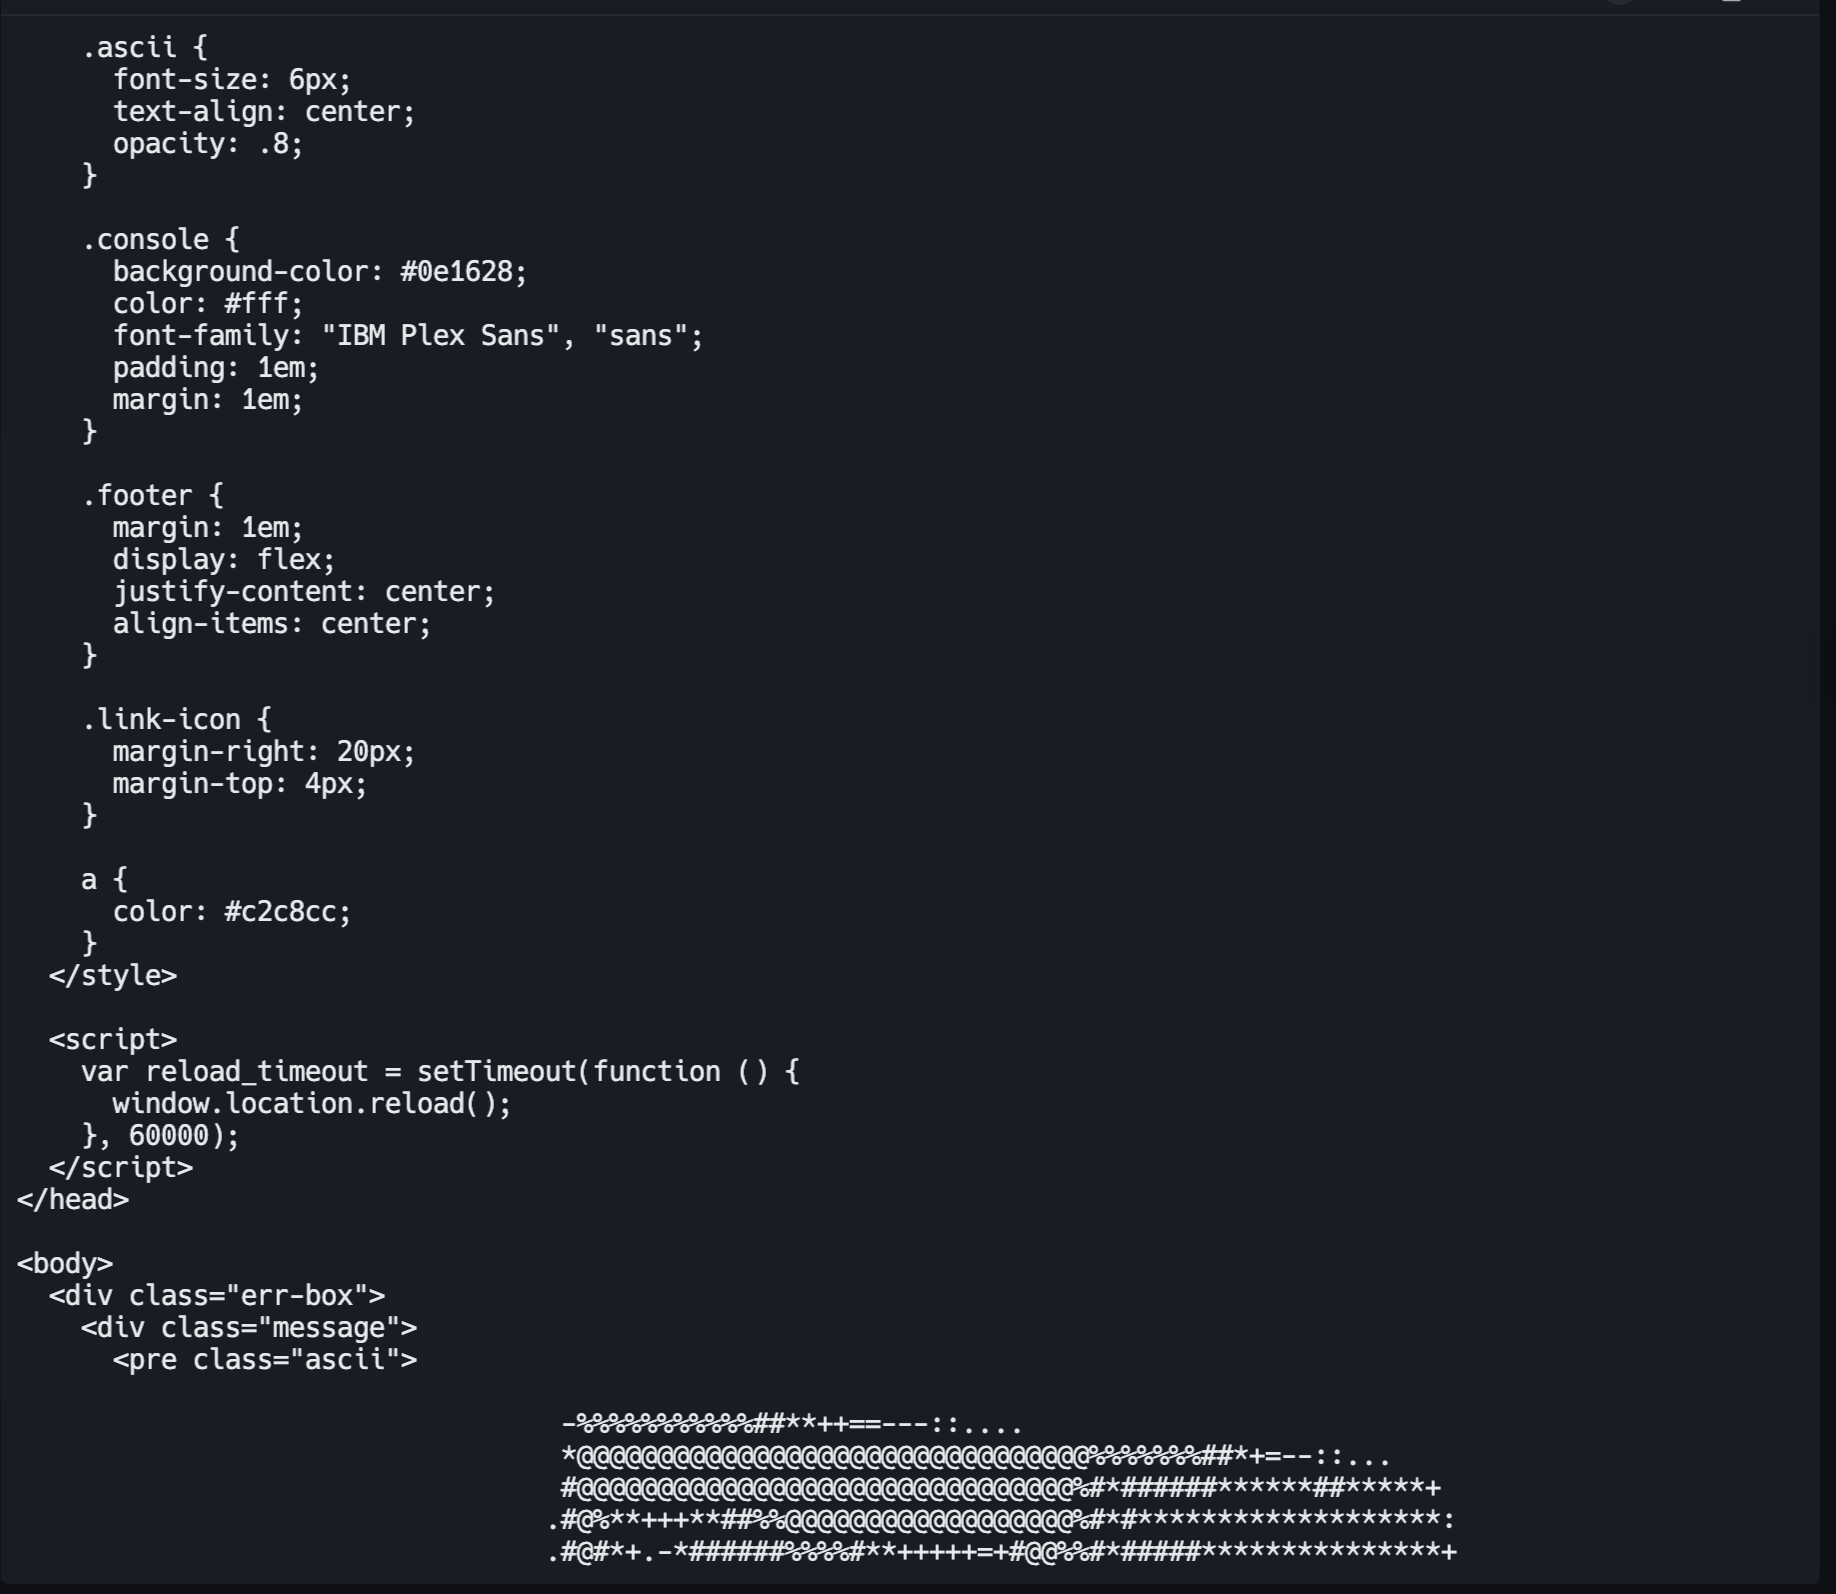 .ascii {
font-size: 6px;
text-align: center;
opacity: .8;
}
.console {
background-color: #0e1628;
color: #fff;
font-family: "IBM Plex Sans", "sans";
padding: 1em;
margin: 1em;
}
.footer {
margin: 1em;
display: flex;
justify-content: center;
align-items: center;
}
.link-icon {
margin-right: 20px;
margin-top: 4px;
}
a {
color: #c2c8cc;
}
</style>
<script>
var reload_timeout = setTimeout(function () {
window.location.reload();
}, 60000);
</script>
</head>
<body>
<div class="err-box">
<div class="message">
<pre class="ascii">
-%%%%%%%%%%%##**++==---::....
*@@@@@@@@@@@@@@@@@@@@@@@@@@@@@@@@%%%%%%%##*+=--::...
#@@@@@@@@@@@@@@@@@@@@@@@@@@@@@@@%#*######******##*****+
.#@%**+++**##%%@@@@@@@@@@@@@@@@@@%#*#*******************:
.#@#*+.-*######%%%%#**+++++=+#@@%%#*#####***************+